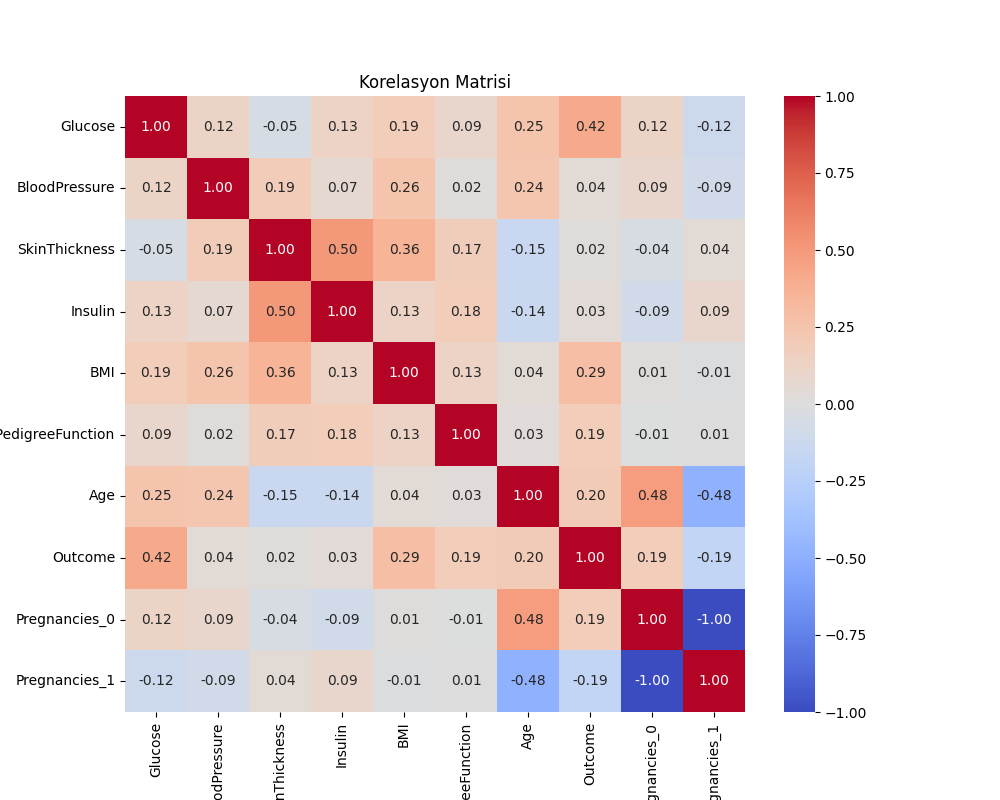 Korelasyon Matrisi
Glucose 1.00 0.12 -0.05 0.13 0.19 0.09 0.25 0.42 0.12 -0.12
BloodPressure 0.12 1.00 0.19 0.07 0.26 0.02 0.24 0.04 0.09 -0.09
SkinThickness -0.05 0.19 1.00 0.50 0.36 0.17 -0.15 0.02 -0.04 0.04
Insulin 0.13 0.07 0.50 1.00 0.13 0.18 -0.14 0.03 -0.09 0.09
BMI 0.19 0.26 0.36 0.13 1.00 0.13 0.04 0.29 0.01 -0.01
PedigreeFunction 0.09 0.02 0.17 0.18 0.13 1.00 0.03 0.19 -0.01 0.01
Age 0.25 0.24 -0.15 -0.14 0.04 0.03 1.00 0.20 0.48 -0.48
Outcome 0.42 0.04 0.02 0.03 0.29 0.19 0.20 1.00 0.19 -0.19
Pregnancies_0 0.12 0.09 -0.04 -0.09 0.01 -0.01 0.48 0.19 1.00 -1.00
Pregnancies_1 -0.12 -0.09 0.04 0.09 -0.01 0.01 -0.48 -0.19 -1.00 1.00
Glucose
odPressure
nThickness
Insulin
BMI
eeFunction
Age
Outcome
gnancies_0
gnancies_1
1.00
0.75
0.50
0.25
0.00
−0.25
−0.50
−0.75
−1.00